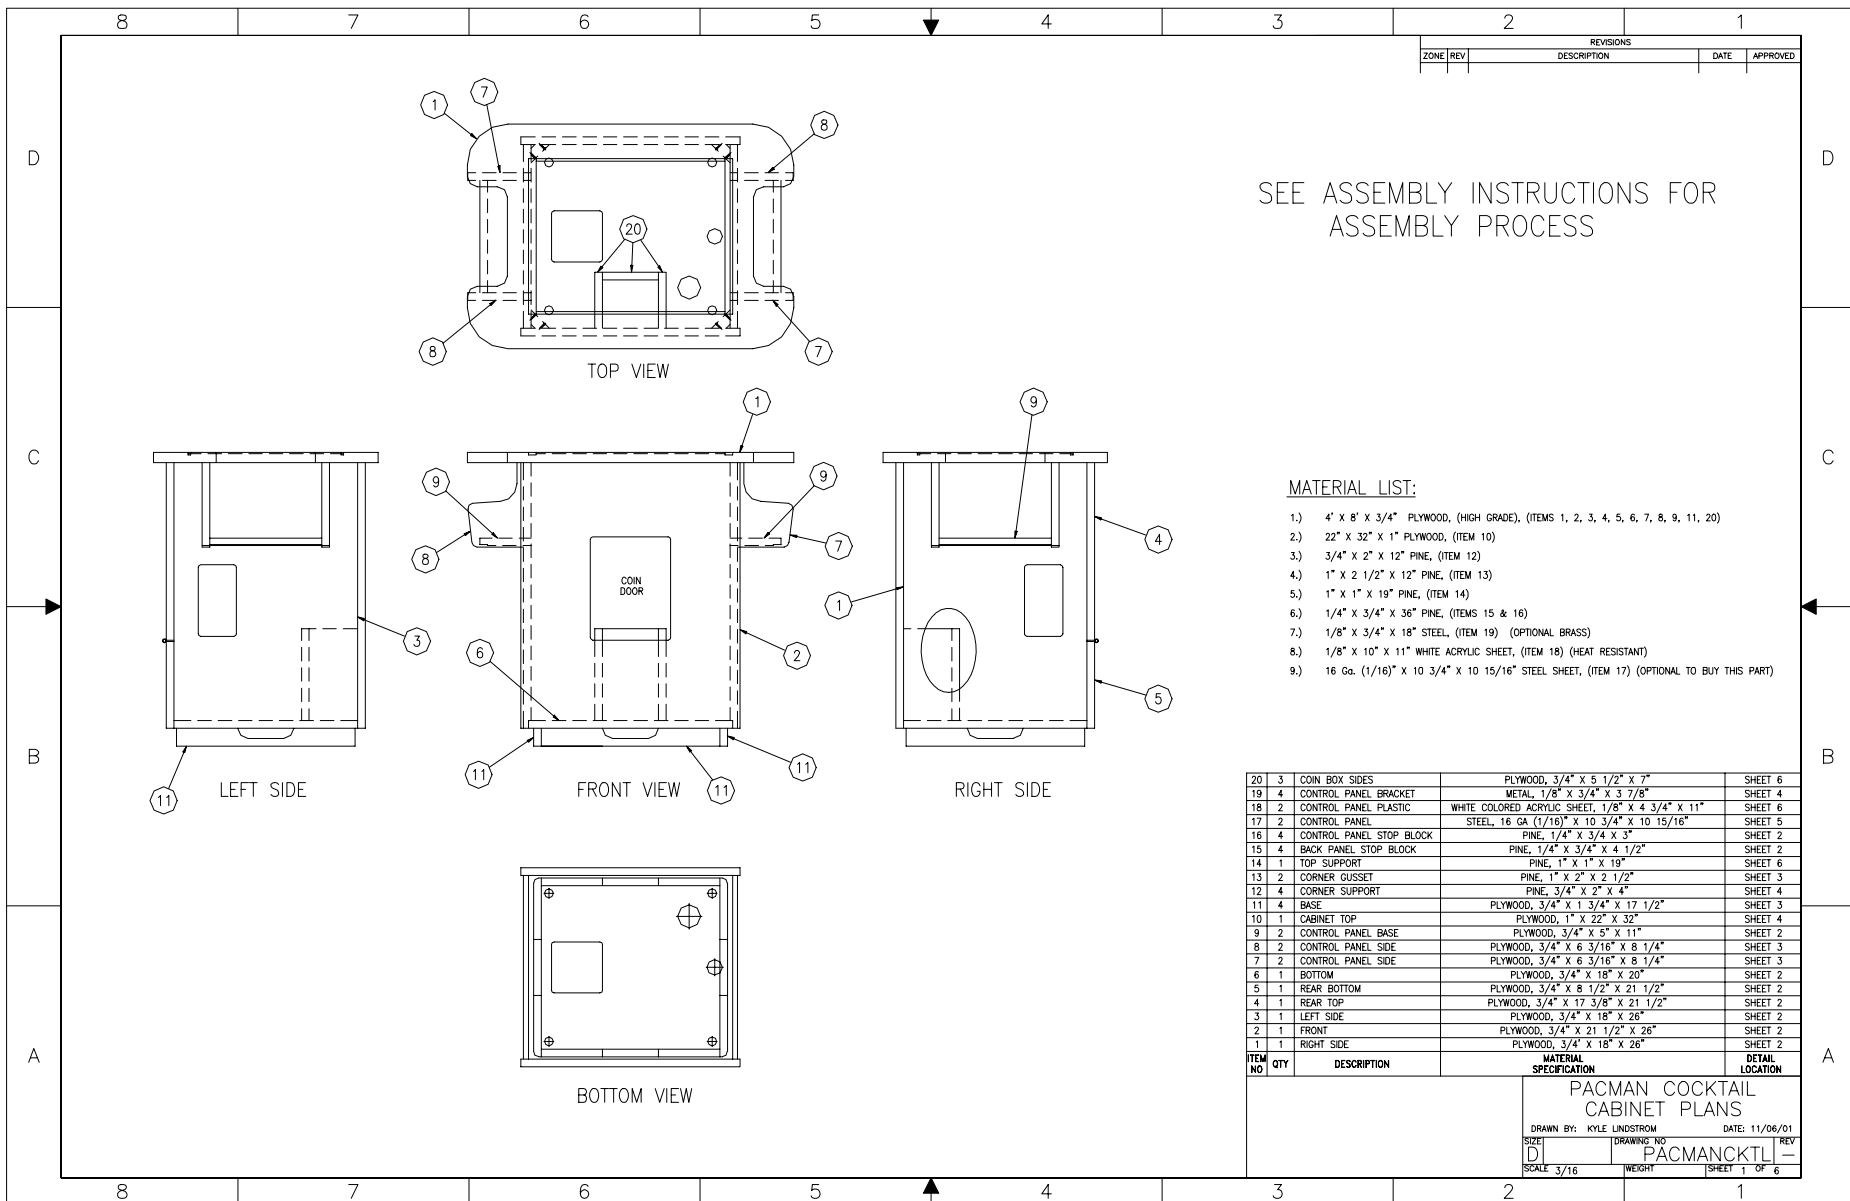 8 7 6 5 4 3 2 1
REVISIONS
ZONE REV DESCRIPTION DATE APPROVED
D D
C C
B B
A A
1 7 8
20
8 7
TOP VIEW
SEE ASSEMBLY INSTRUCTIONS FOR
ASSEMBLY PROCESS
3
11
LEFT SIDE
1
9 9
8 7
COIN
DOOR
6 2
11 11 11
FRONT VIEW
9
4
1
5
RIGHT SIDE
BOTTOM VIEW
MATERIAL LIST:
1.) 4' X 8' X 3/4" PLYWOOD, (HIGH GRADE), (ITEMS 1, 2, 3, 4, 5, 6, 7, 8, 9, 11, 20)
2.) 22" X 32" X 1" PLYWOOD, (ITEM 10)
3.) 3/4" X 2" X 12" PINE, (ITEM 12)
4.) 1" X 2 1/2" X 12" PINE, (ITEM 13)
5.) 1" X 1" X 19" PINE, (ITEM 14)
6.) 1/4" X 3/4" X 36" PINE, (ITEMS 15 & 16)
7.) 1/8" X 3/4" X 18" STEEL, (ITEM 19) (OPTIONAL BRASS)
8.) 1/8" X 10" X 11" WHITE ACRYLIC SHEET, (ITEM 18) (HEAT RESISTANT)
9.) 16 Ga. (1/16)" X 10 3/4" X 10 15/16" STEEL SHEET, (ITEM 17) (OPTIONAL TO BUY THIS PART)
20 3 COIN BOX SIDES PLYWOOD, 3/4" X 5 1/2" X 7" SHEET 6
19 4 CONTROL PANEL BRACKET METAL, 1/8" X 3/4" X 3 7/8" SHEET 4
18 2 CONTROL PANEL PLASTIC WHITE COLORED ACRYLIC SHEET, 1/8" X 4 3/4" X 11" SHEET 6
17 2 CONTROL PANEL STEEL, 16 GA (1/16)" X 10 3/4" X 10 15/16" SHEET 5
16 4 CONTROL PANEL STOP BLOCK PINE, 1/4" X 3/4 X 3" SHEET 2
15 4 BACK PANEL STOP BLOCK PINE, 1/4" X 3/4" X 4 1/2" SHEET 2
14 1 TOP SUPPORT PINE, 1" X 1" X 19" SHEET 6
13 2 CORNER GUSSET PINE, 1" X 2" X 2 1/2" SHEET 3
12 4 CORNER SUPPORT PINE, 3/4" X 2" X 4" SHEET 4
11 4 BASE PLYWOOD, 3/4" X 1 3/4" X 17 1/2" SHEET 3
10 1 CABINET TOP PLYWOOD, 1" X 22" X 32" SHEET 4
9 2 CONTROL PANEL BASE PLYWOOD, 3/4" X 5" X 11" SHEET 2
8 2 CONTROL PANEL SIDE PLYWOOD, 3/4" X 6 3/16" X 8 1/4" SHEET 3
7 2 CONTROL PANEL SIDE PLYWOOD, 3/4" X 6 3/16" X 8 1/4" SHEET 3
6 1 BOTTOM PLYWOOD, 3/4" X 18" X 20" SHEET 2
5 1 REAR BOTTOM PLYWOOD, 3/4" X 8 1/2" X 21 1/2" SHEET 2
4 1 REAR TOP PLYWOOD, 3/4" X 17 3/8" X 21 1/2" SHEET 2
3 1 LEFT SIDE PLYWOOD, 3/4" X 18" X 26" SHEET 2
2 1 FRONT PLYWOOD, 3/4" X 21 1/2" X 26" SHEET 2
1 1 RIGHT SIDE PLYWOOD, 3/4' X 18" X 26" SHEET 2
ITEM NO QTY DESCRIPTION MATERIAL SPECIFICATION DETAIL LOCATION
PACMAN COCKTAIL
CABINET PLANS
DRAWN BY: KYLE LINDSTROM DATE: 11/06/01
SIZE DRAWING NO REV
D PACMANCKTL –
SCALE 3/16 WEIGHT SHEET 1 OF 6
8 7 6 5 4 3 2 1